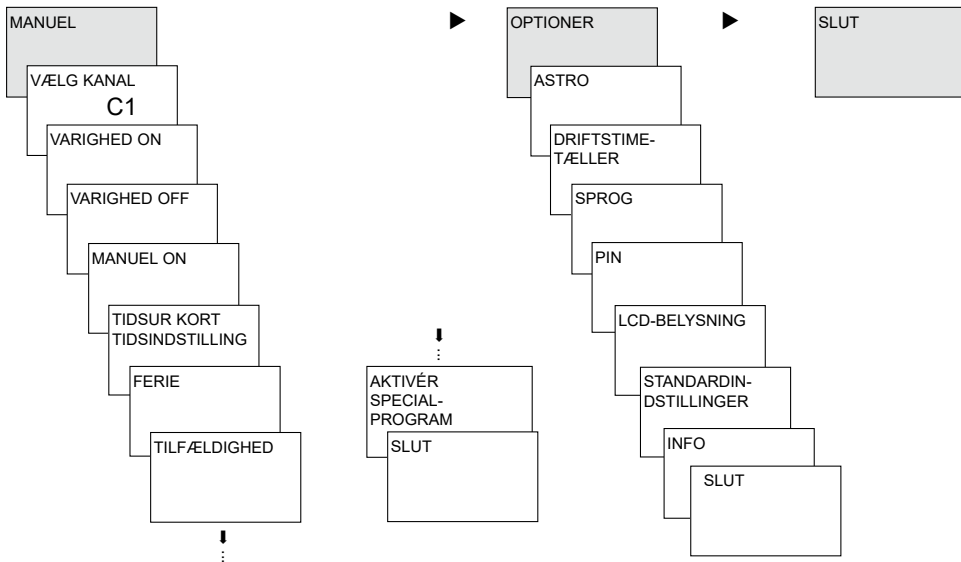 MANUEL
VÆLG KANAL
C1
VARIGHED ON
VARIGHED OFF
MANUEL ON
TIDSUR KORT
TIDSINDSTILLING
FERIE
TILFÆLDIGHED
AKTIVÉR
SPECIAL-
PROGRAM
SLUT
OPTIONER
ASTRO
DRIFTSTIME-
TÆLLER
SPROG
PIN
LCD-BELYSNING
STANDARDIN-
DSTILLINGER
INFO
SLUT
SLUT